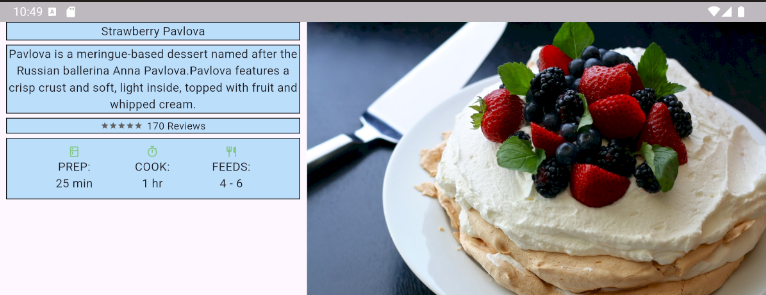 10:49
Strawberry Pavlova
Pavlova is a meringue-based dessert named after the
Russian ballerina Anna Pavlova.Pavlova features a
crisp crust and soft, light inside, topped with fruit and
whipped cream.
170 Reviews
PREP: COOK: FEEDS:
25 min 1 hr 4 - 6